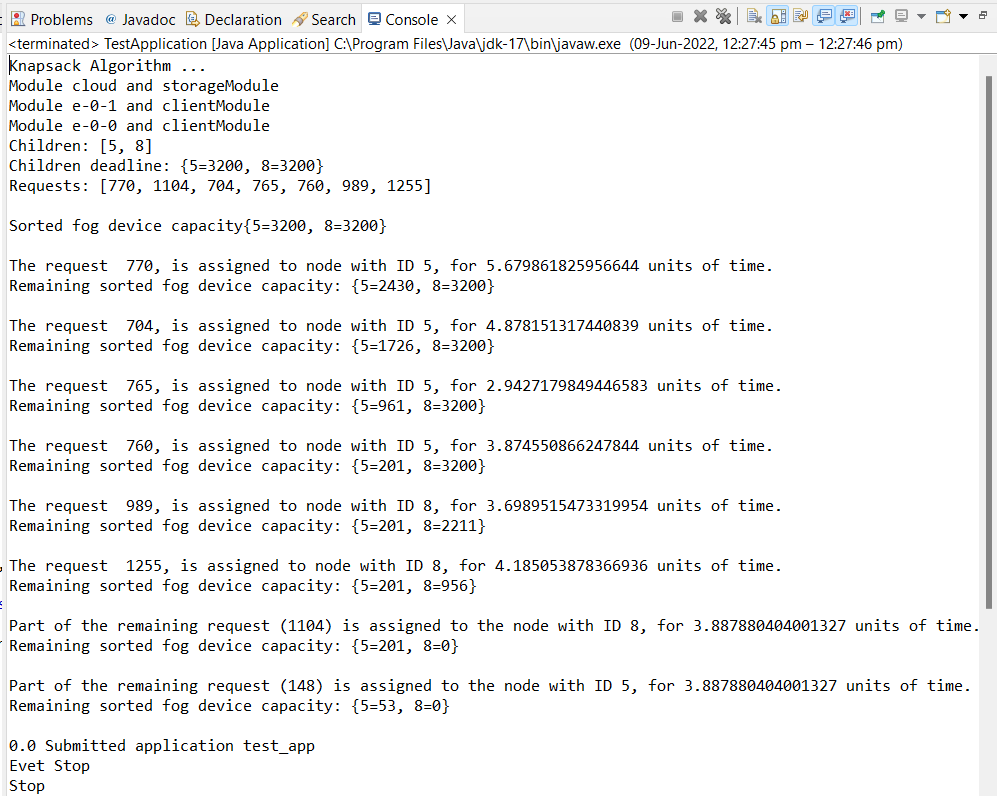 Problems @ Javadoc Declaration Search Console
<terminated> TestApplication [Java Application] C:\Program Files\Java\jdk-17\bin\javaw.exe (09-Jun-2022, 12:27:45 pm – 12:27:46 pm)
Knapsack Algorithm ...
Module cloud and storageModule
Module e-0-1 and clientModule
Module e-0-0 and clientModule
Children: [5, 8]
Children deadline: {5=3200, 8=3200}
Requests: [770, 1104, 704, 765, 760, 989, 1255]
Sorted fog device capacity{5=3200, 8=3200}
The request  770, is assigned to node with ID 5, for 5.679861825956644 units of time.
Remaining sorted fog device capacity: {5=2430, 8=3200}
The request  704, is assigned to node with ID 5, for 4.878151317440839 units of time.
Remaining sorted fog device capacity: {5=1726, 8=3200}
The request  765, is assigned to node with ID 5, for 2.9427179849446583 units of time.
Remaining sorted fog device capacity: {5=961, 8=3200}
The request  760, is assigned to node with ID 5, for 3.874550866247844 units of time.
Remaining sorted fog device capacity: {5=201, 8=3200}
The request  989, is assigned to node with ID 8, for 3.6989515473319954 units of time.
Remaining sorted fog device capacity: {5=201, 8=2211}
The request  1255, is assigned to node with ID 8, for 4.185053878366936 units of time.
Remaining sorted fog device capacity: {5=201, 8=956}
Part of the remaining request (1104) is assigned to the node with ID 8, for 3.887880404001327 units of time.
Remaining sorted fog device capacity: {5=201, 8=0}
Part of the remaining request (148) is assigned to the node with ID 5, for 3.887880404001327 units of time.
Remaining sorted fog device capacity: {5=53, 8=0}
0.0 Submitted application test_app
Evet Stop
Stop